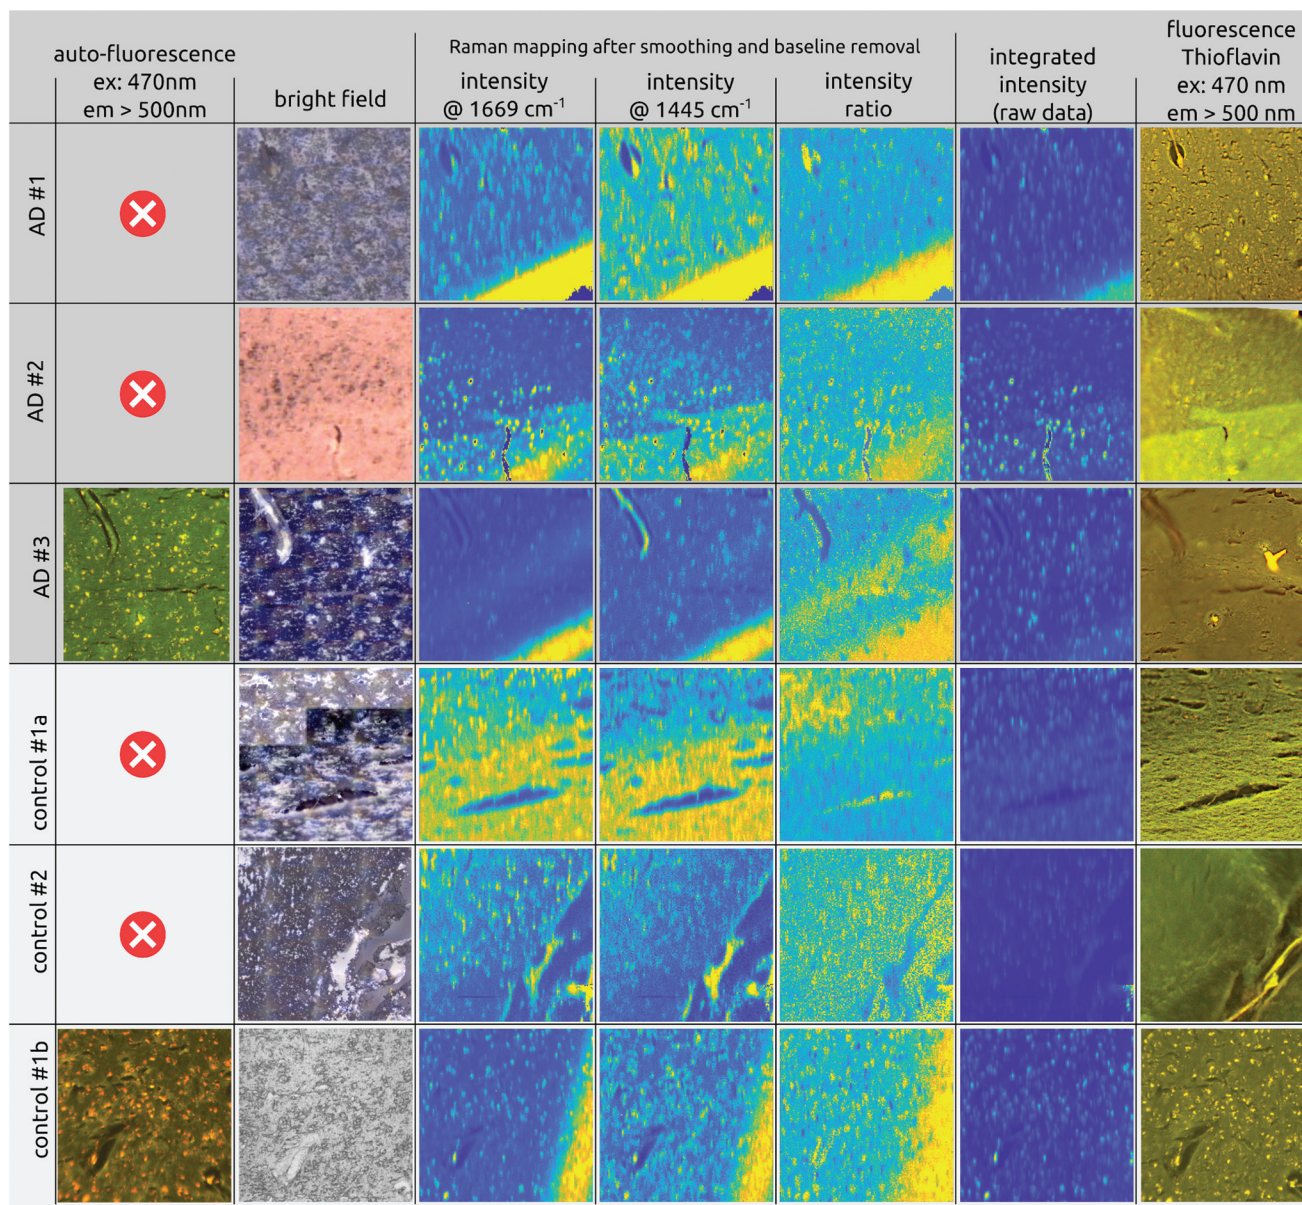 auto-fluorescence
ex: 470nm
em > 500nm
bright field
Raman mapping after smoothing and baseline removal
intensity
@ 1669 cm⁻¹
intensity
@ 1445 cm⁻¹
intensity
ratio
integrated
intensity
(raw data)
fluorescence
Thioflavin
ex: 470 nm
em > 500 nm
AD #1
AD #2
AD #3
control #1a
control #2
control #1b